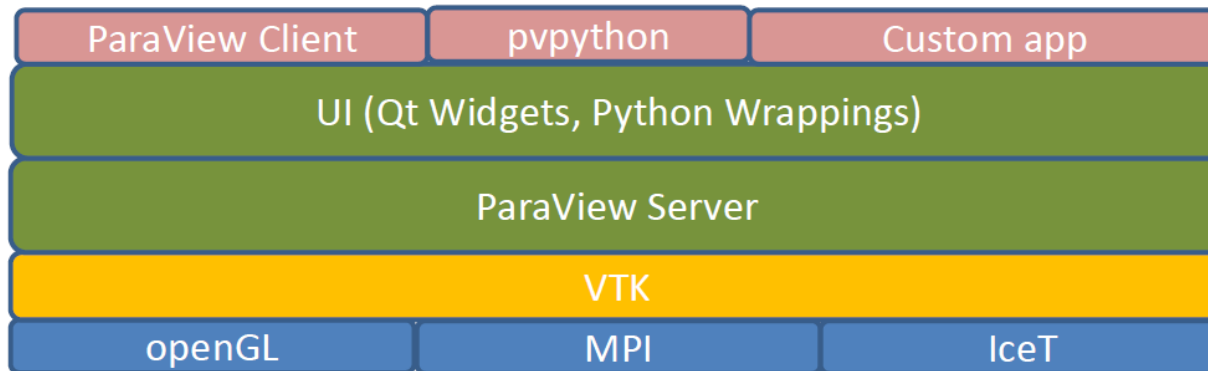 ParaView Client
pvpython
Custom app
UI (Qt Widgets, Python Wrappings)
ParaView Server
VTK
openGL
MPI
IceT